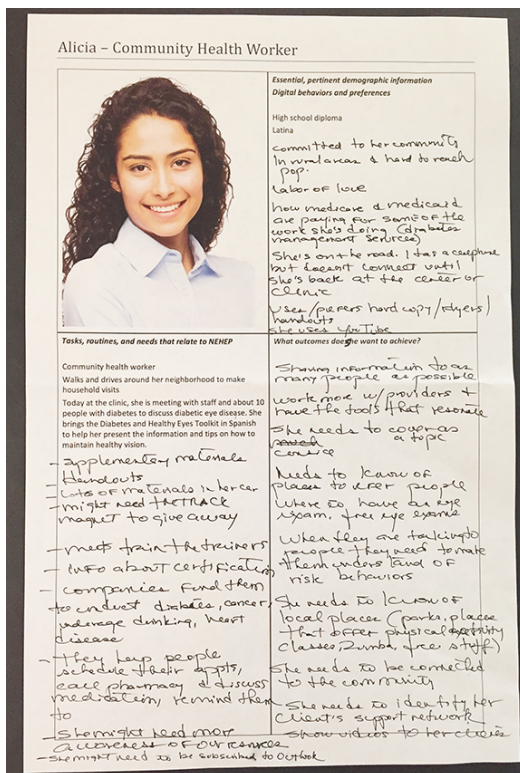 Alicia – Community Health Worker
Essential, pertinent demographic information
Digital behaviors and preferences
High school diploma
Latina
committed to her community
In rural areas & hard to reach
pop.
labor of love
how medicare & medicaid
are paying for some of the
work she's doing (diabetes
management services)
She's on the road. I has a cellphone
but doesn't connect until
she's back at the center or
clinic
uses/prefers hard copy/flyers/
handouts
she uses YouTube
Tasks, routines, and needs that relate to NEHEP
Community health worker
Walks and drives around her neighborhood to make
household visits
Today at the clinic, she is meeting with staff and about 10
people with diabetes to discuss diabetic eye disease. She
brings the Diabetes and Healthy Eyes Toolkit in Spanish
to help her present the information and tips on how to
maintain healthy vision.
- supplementary materials
- Handouts
- Lots of materials in her car
- might need the TRACK
magnet to give away
- meets train the trainers
- Info about certification
- companies fund them
to conduct diabetes, cancer,
underage drinking, heart
disease
- They help people
schedule their appts,
call pharmacy & discuss
medication, remind them
to
- She might need more
awareness of our resources
- She might need to be subscribed to Outlook
What outcomes does she want to achieve?
Sharing information to as
many people as possible
work more w/ providers &
have the tools that resonate
She needs to cover as
a topic
concise
Needs to know of
places to refer people
where to have an eye
exam, free eye exams
When they are talking to
people they need to make
them understand of
risk behaviors
She needs to know of
local places (parks, places
that offer physical activity
classes, Zumba, free stuff)
She needs to be connected
to the community
- She needs to identify her
client's support network
- Show videos to her clients